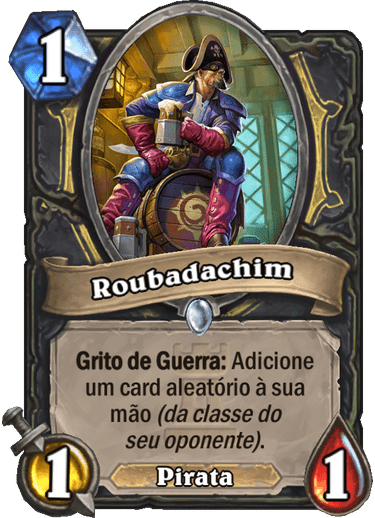 1
Roubadachim
Grito de Guerra: Adicione
um card aleatório à sua
mão (da classe do
seu oponente).
1
Pirata
1